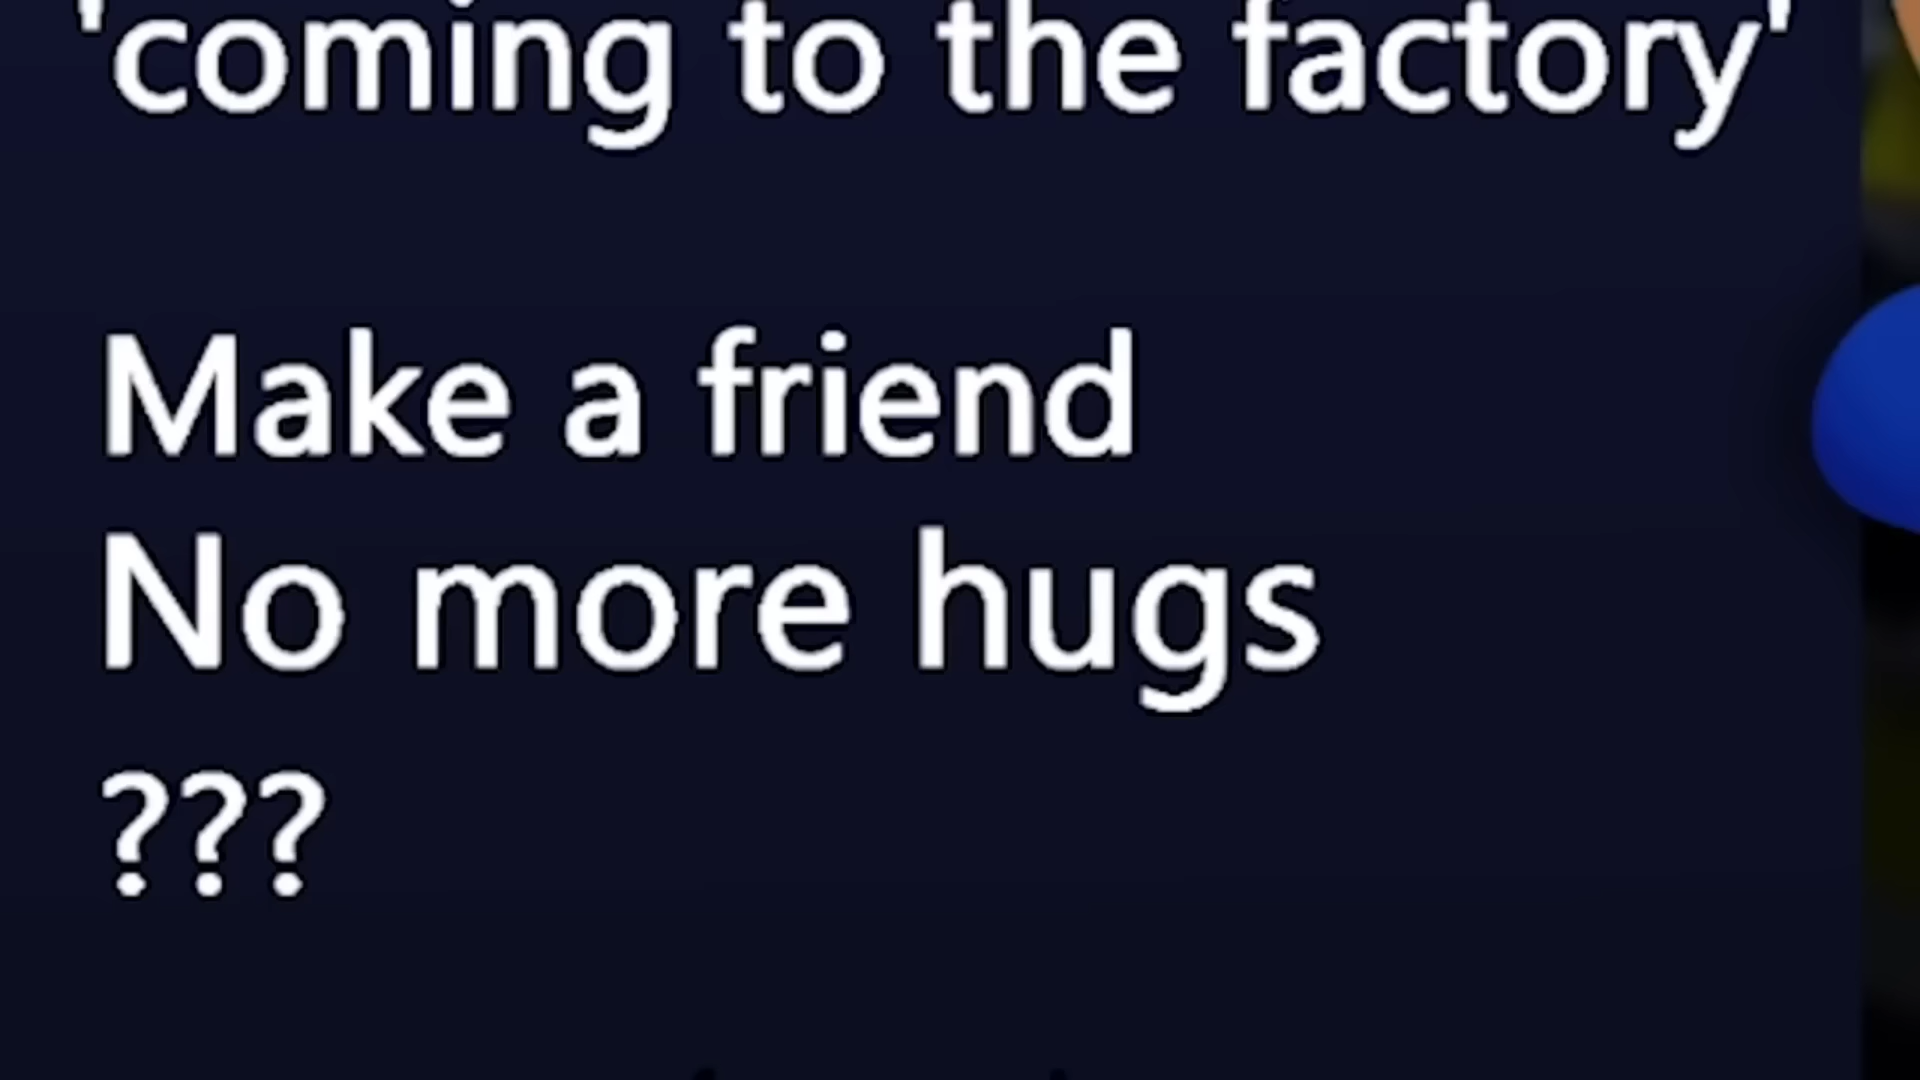 'coming to the factory'
Make a friend
No more hugs
???